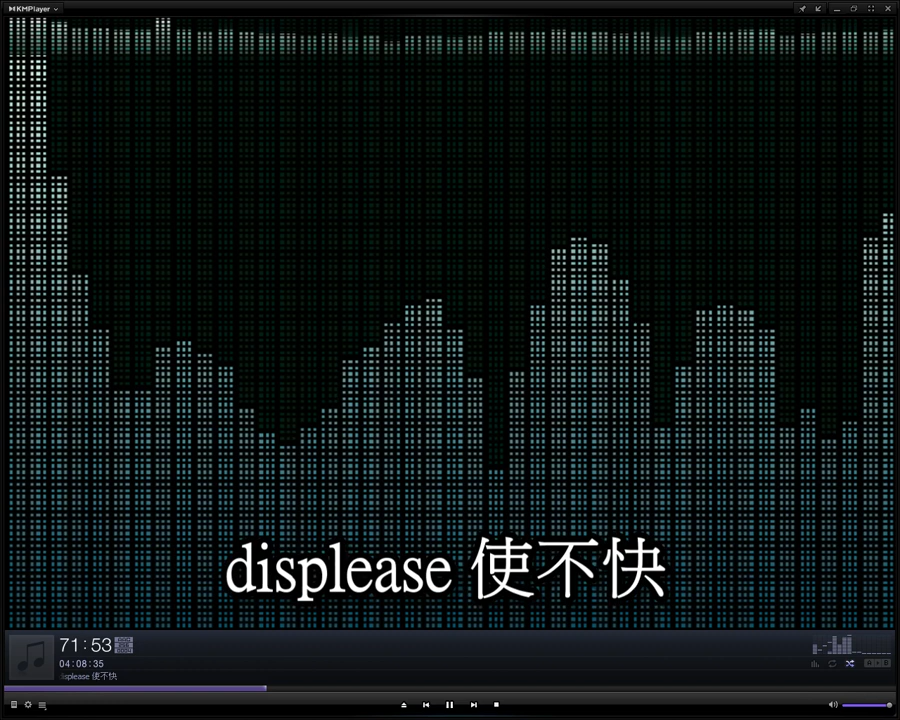 KMPlayer
displease 使不快
71:53
04:08:35
isplease 使不快
A B